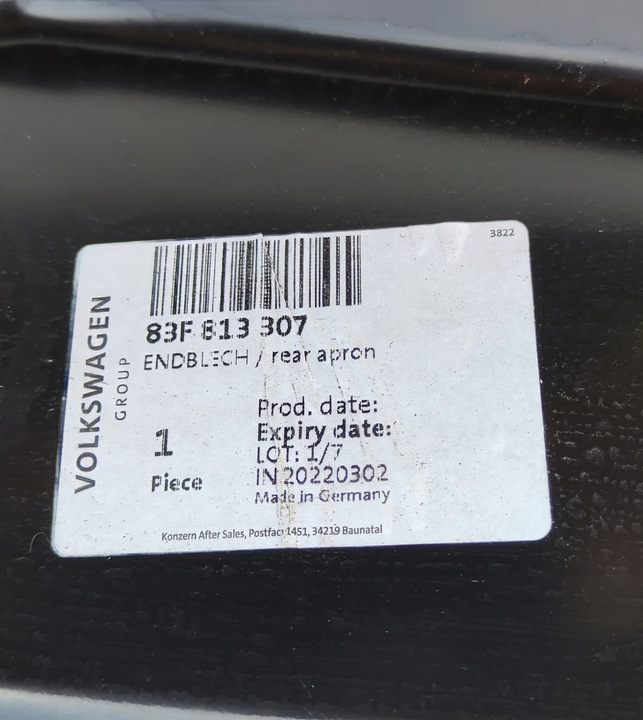 3822
VOLKSWAGEN
GROUP
83F 813 307
ENDBLECH / rear apron
1
Piece
Prod. date:
Expiry date:
LOT: 1/7
IN 20220302
Made in Germany
Konzern After Sales, Postfach 1451, 34219 Baunatal